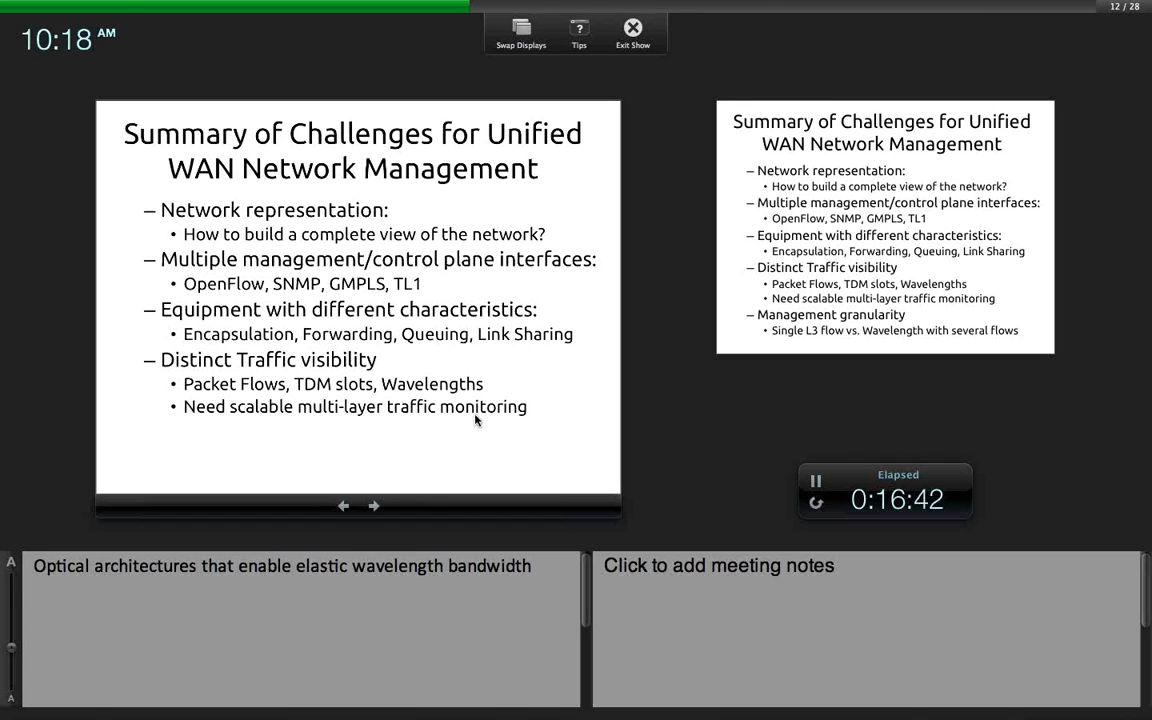 12 / 28
10:18 AM
Swap Displays
Tips
Exit Show
Summary of Challenges for Unified
WAN Network Management
– Network representation:
• How to build a complete view of the network?
– Multiple management/control plane interfaces:
• OpenFlow, SNMP, GMPLS, TL1
– Equipment with different characteristics:
• Encapsulation, Forwarding, Queuing, Link Sharing
– Distinct Traffic visibility
• Packet Flows, TDM slots, Wavelengths
• Need scalable multi-layer traffic monitoring
Summary of Challenges for Unified
WAN Network Management
– Network representation:
• How to build a complete view of the network?
– Multiple management/control plane interfaces:
• OpenFlow, SNMP, GMPLS, TL1
– Equipment with different characteristics:
• Encapsulation, Forwarding, Queuing, Link Sharing
– Distinct Traffic visibility
• Packet Flows, TDM slots, Wavelengths
• Need scalable multi-layer traffic monitoring
– Management granularity
• Single L3 flow vs. Wavelength with several flows
Elapsed
0:16:42
A
Optical architectures that enable elastic wavelength bandwidth
Click to add meeting notes
A